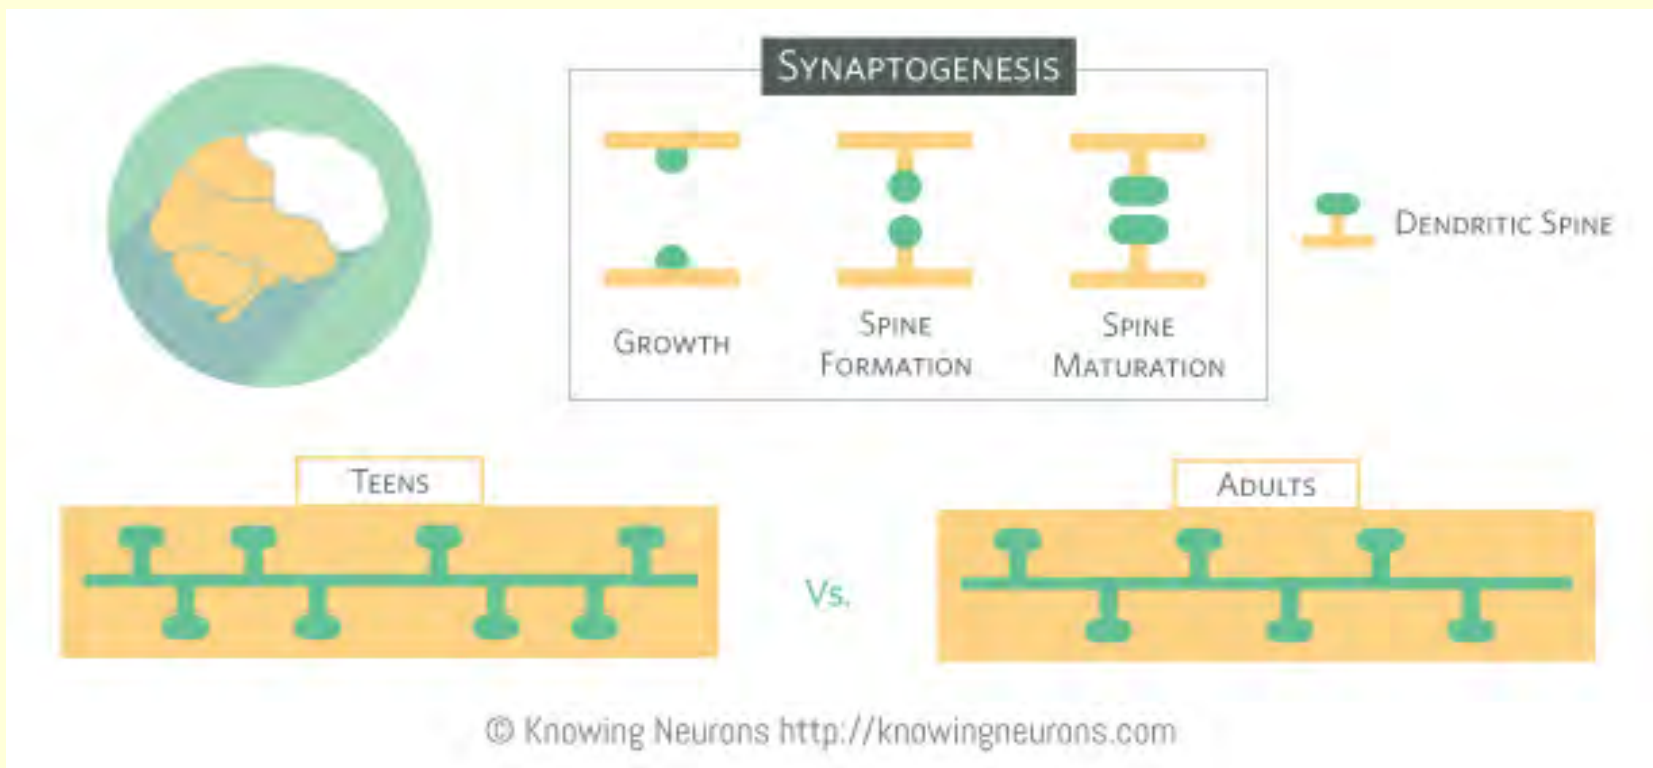 SYNAPTOGENESIS
GROWTH
SPINE
FORMATION
SPINE
MATURATION
DENDRITIC SPINE
TEENS
Vs.
ADULTS
© Knowing Neurons http://knowingneurons.com